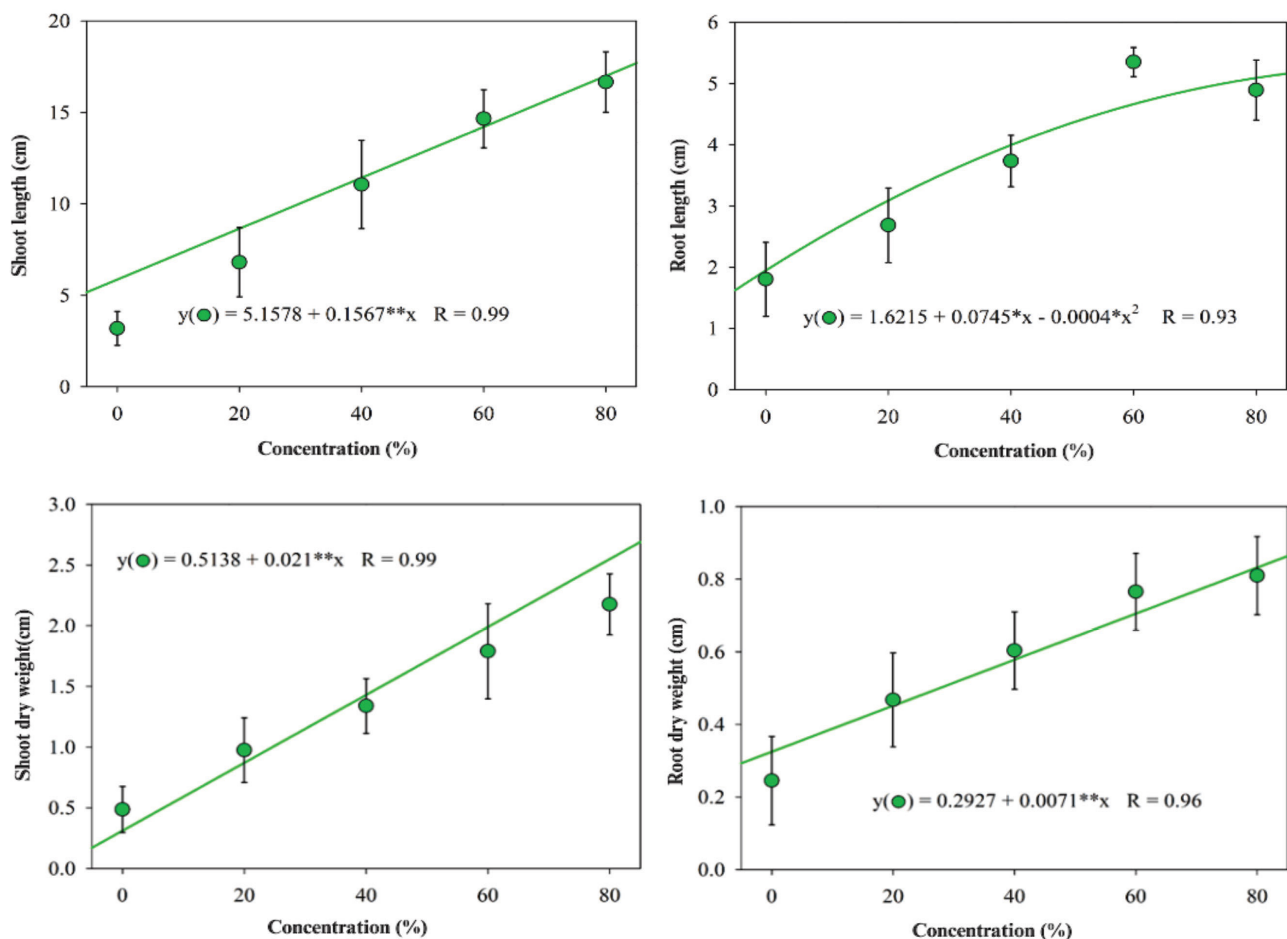 20
15
10
5
0
Shoot length (cm)
y(●) = 5.1578 + 0.1567**x R = 0.99
0 20 40 60 80
Concentration (%)
6
5
4
3
2
1
0
Root length (cm)
y(●) = 1.6215 + 0.0745*x - 0.0004*x² R = 0.93
0 20 40 60 80
Concentration (%)
3.0
2.5
2.0
1.5
1.0
0.5
0.0
Shoot dry weight(cm)
y(●) = 0.5138 + 0.021**x R = 0.99
0 20 40 60 80
Concentration (%)
1.0
0.8
0.6
0.4
0.2
0.0
Root dry weight (cm)
y(●) = 0.2927 + 0.0071**x R = 0.96
0 20 40 60 80
Concentration (%)